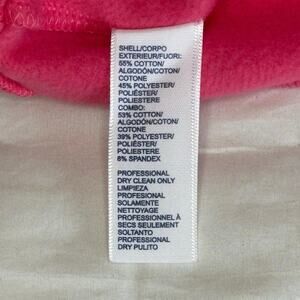 SHELL/CORPO
EXTERIEUR/FUORI:
55% COTTON/
ALGODÓN/COTON/
COTONE
45% POLYESTER/
POLIÉSTER/
POLIESTERE
COMBO:
53% COTTON/
ALGODÓN/COTON/
COTONE
39% POLYESTER/
POLIÉSTER/
POLIESTERE
8% SPANDEX
PROFESSIONAL
DRY CLEAN ONLY
LIMPIEZA
PROFESIONAL
SOLAMENTE
NETTOYAGE
PROFESSIONNEL À
SECS SEULEMENT
SOLTANTO
PROFESSIONAL
DRY PULITO